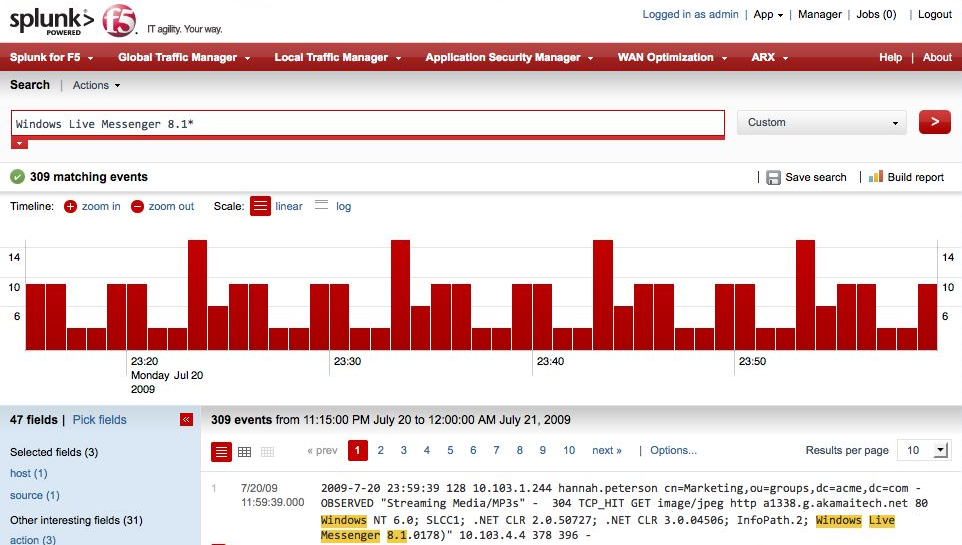 splunk> f5
POWERED IT agility. Your way.
Logged in as admin | App | Manager | Jobs (0) | Logout
Splunk for F5 Global Traffic Manager Local Traffic Manager Application Security Manager WAN Optimization ARX Help | About
Search | Actions
Windows Live Messenger 8.1*
Custom >
309 matching events | Save search | Build report
Timeline: zoom in zoom out Scale: linear log
14 14
10 10
6 6
23:20 23:30 23:40 23:50
Monday Jul 20
2009
47 fields | Pick fields «
309 events from 11:15:00 PM July 20 to 12:00:00 AM July 21, 2009
Selected fields (3)
host (1)
source (1)
Other interesting fields (31)
action (3)
« prev 1 2 3 4 5 6 7 8 9 10 next » | Options... Results per page 10
1 7/20/09 11:59:39.000
2009-7-20 23:59:39 128 10.103.1.244 hannah.peterson cn=Marketing,ou=groups,dc=acme,dc=com -
OBSERVED "Streaming Media/MP3s" - 304 TCP_HIT GET image/jpeg http a1338.g.akamaitech.net 80
Windows NT 6.0; SLCC1; .NET CLR 2.0.50727; .NET CLR 3.0.04506; InfoPath.2; Windows Live
Messenger 8.1.0178)" 10.103.4.4 378 396 -